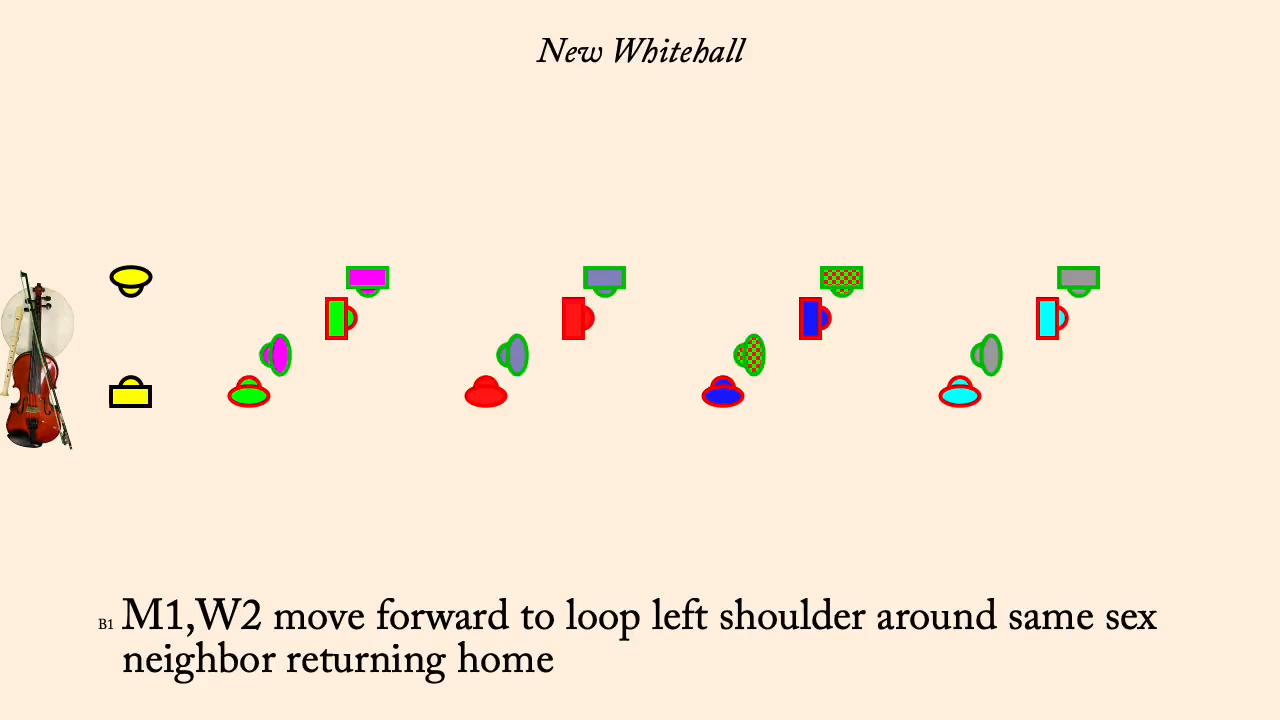 New Whitehall
B1 M1,W2 move forward to loop left shoulder around same sex
neighbor returning home